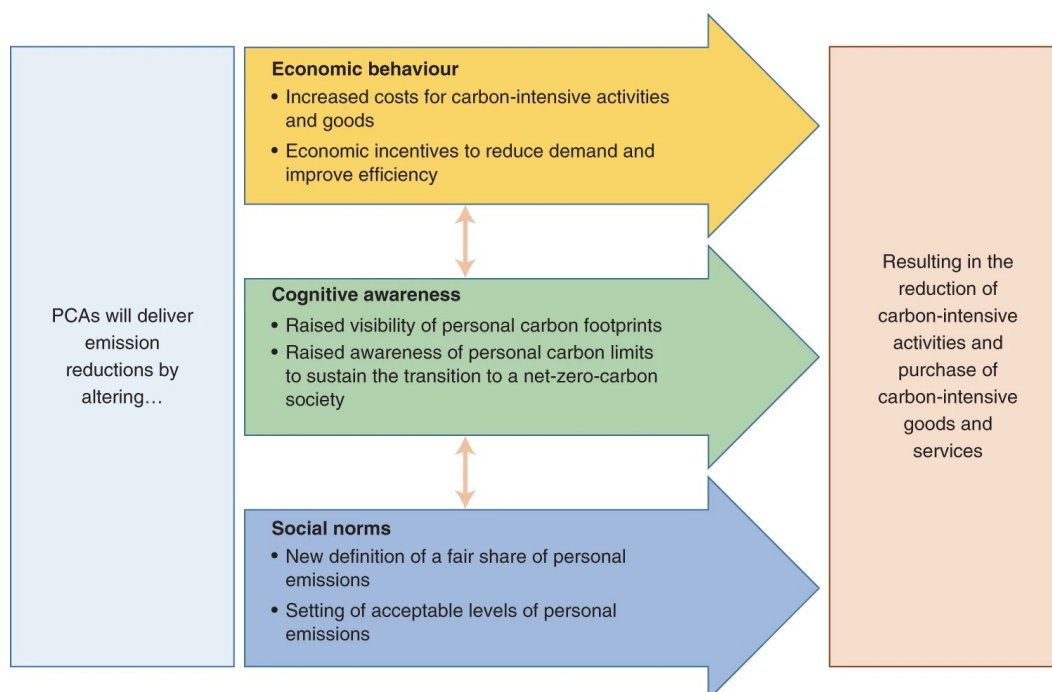 PCAs will deliver
emission
reductions by
altering…
Economic behaviour
• Increased costs for carbon-intensive activities
and goods
• Economic incentives to reduce demand and
improve efficiency
Cognitive awareness
• Raised visibility of personal carbon footprints
• Raised awareness of personal carbon limits
to sustain the transition to a net-zero-carbon
society
Social norms
• New definition of a fair share of personal
emissions
• Setting of acceptable levels of personal
emissions
Resulting in the
reduction of
carbon-intensive
activities and
purchase of
carbon-intensive
goods and
services